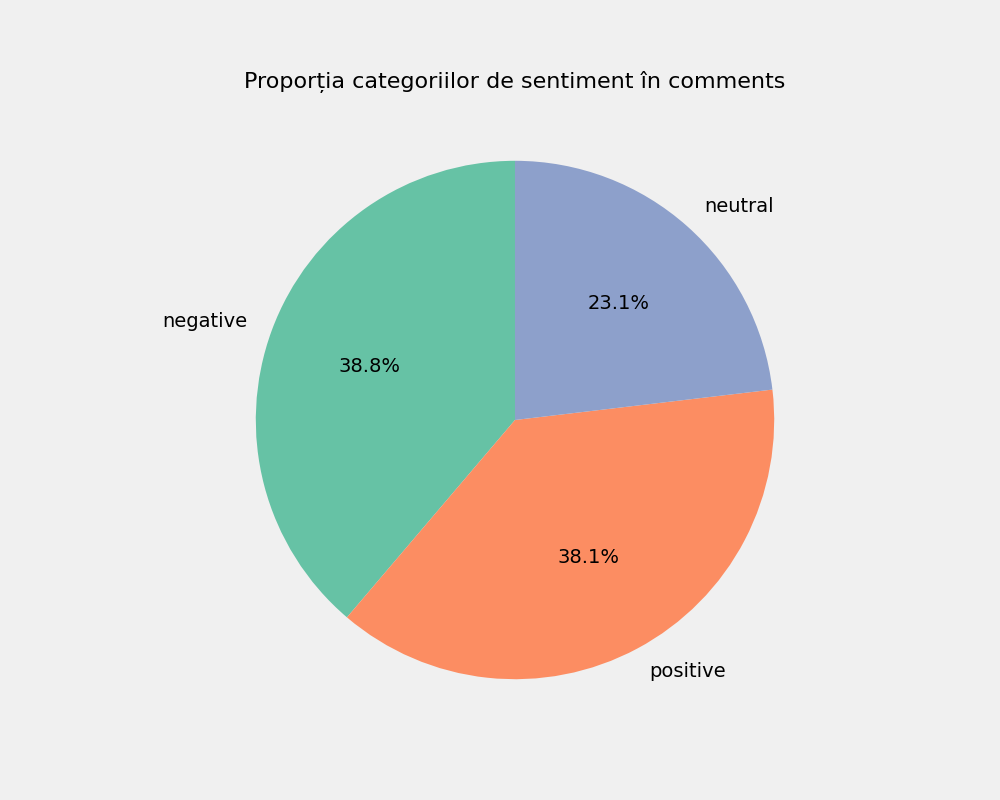 Proporția categoriilor de sentiment în comments
neutral
23.1%
negative
38.8%
38.1%
positive